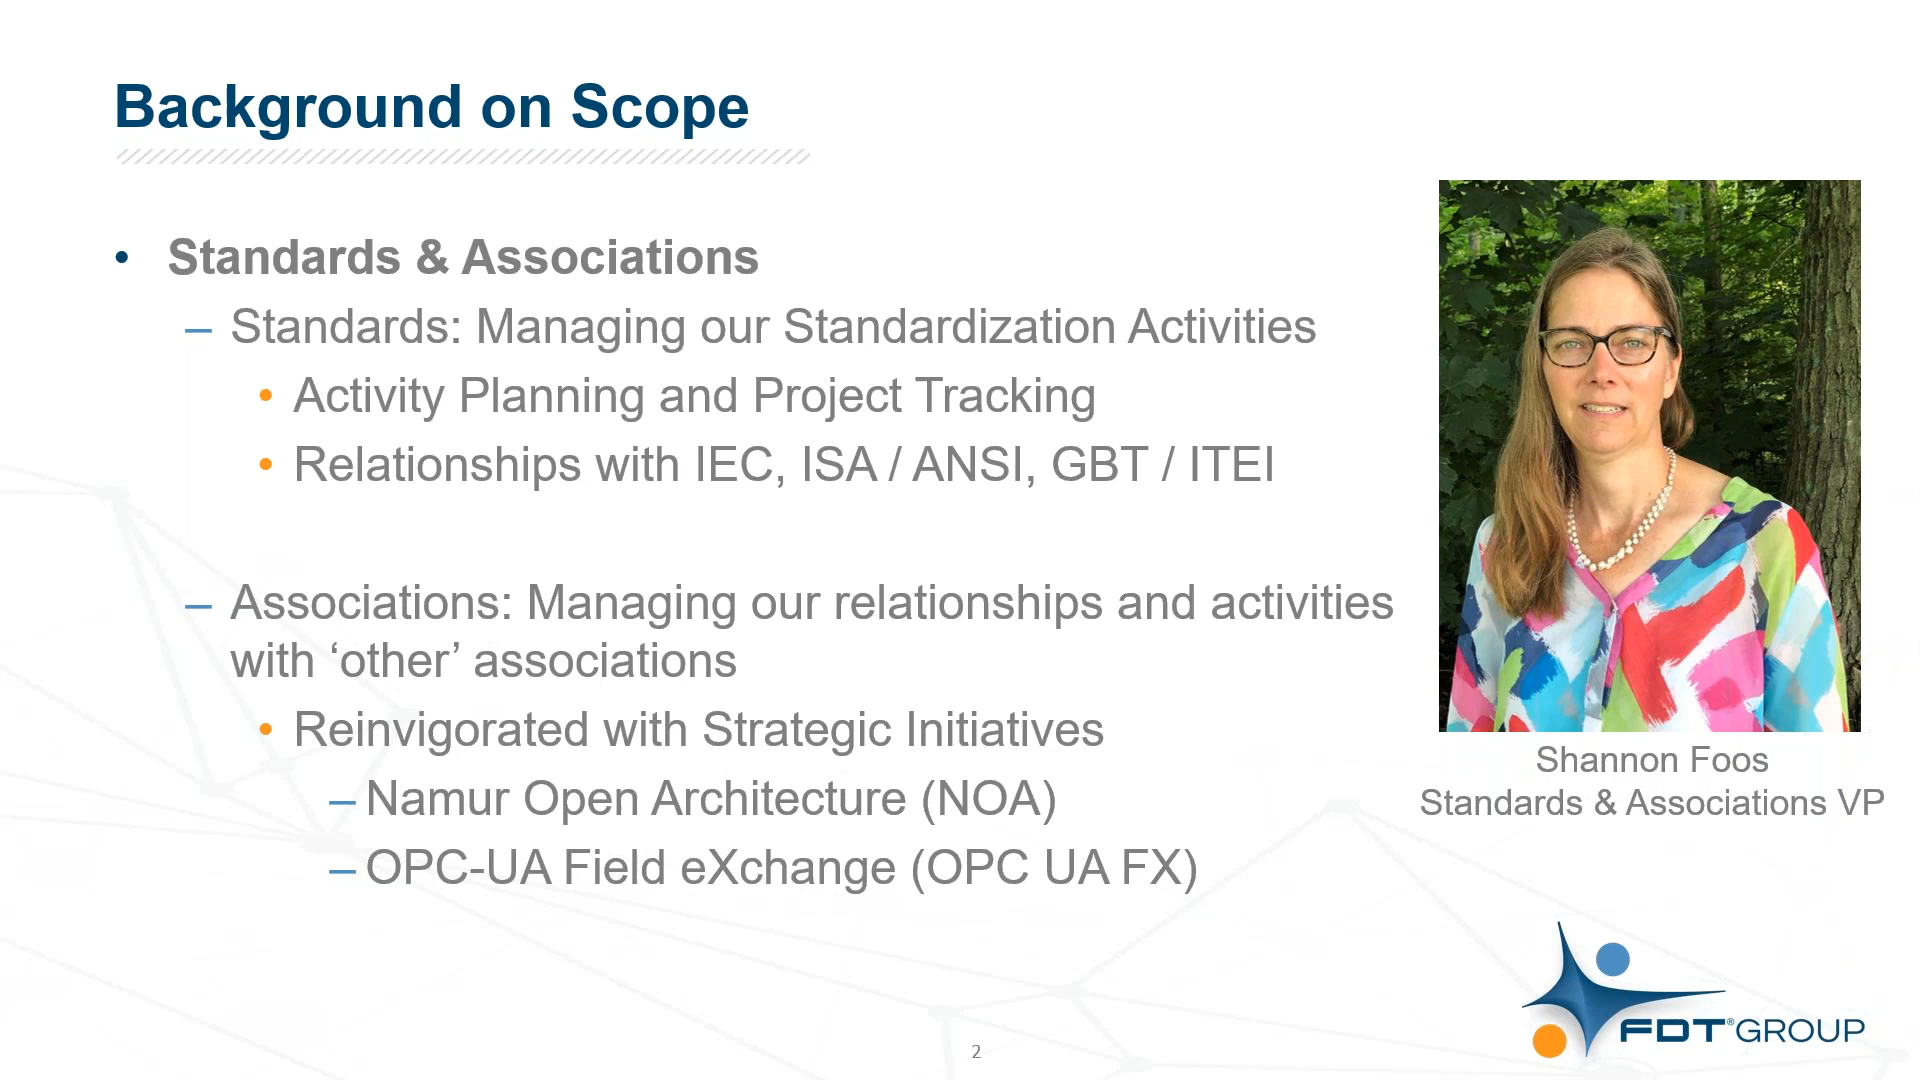 Background on Scope
• Standards & Associations
– Standards: Managing our Standardization Activities
• Activity Planning and Project Tracking
• Relationships with IEC, ISA / ANSI, GBT / ITEI
– Associations: Managing our relationships and activities
with ‘other’ associations
• Reinvigorated with Strategic Initiatives
– Namur Open Architecture (NOA)
– OPC-UA Field eXchange (OPC UA FX)
Shannon Foos
Standards & Associations VP
FDT® GROUP
2